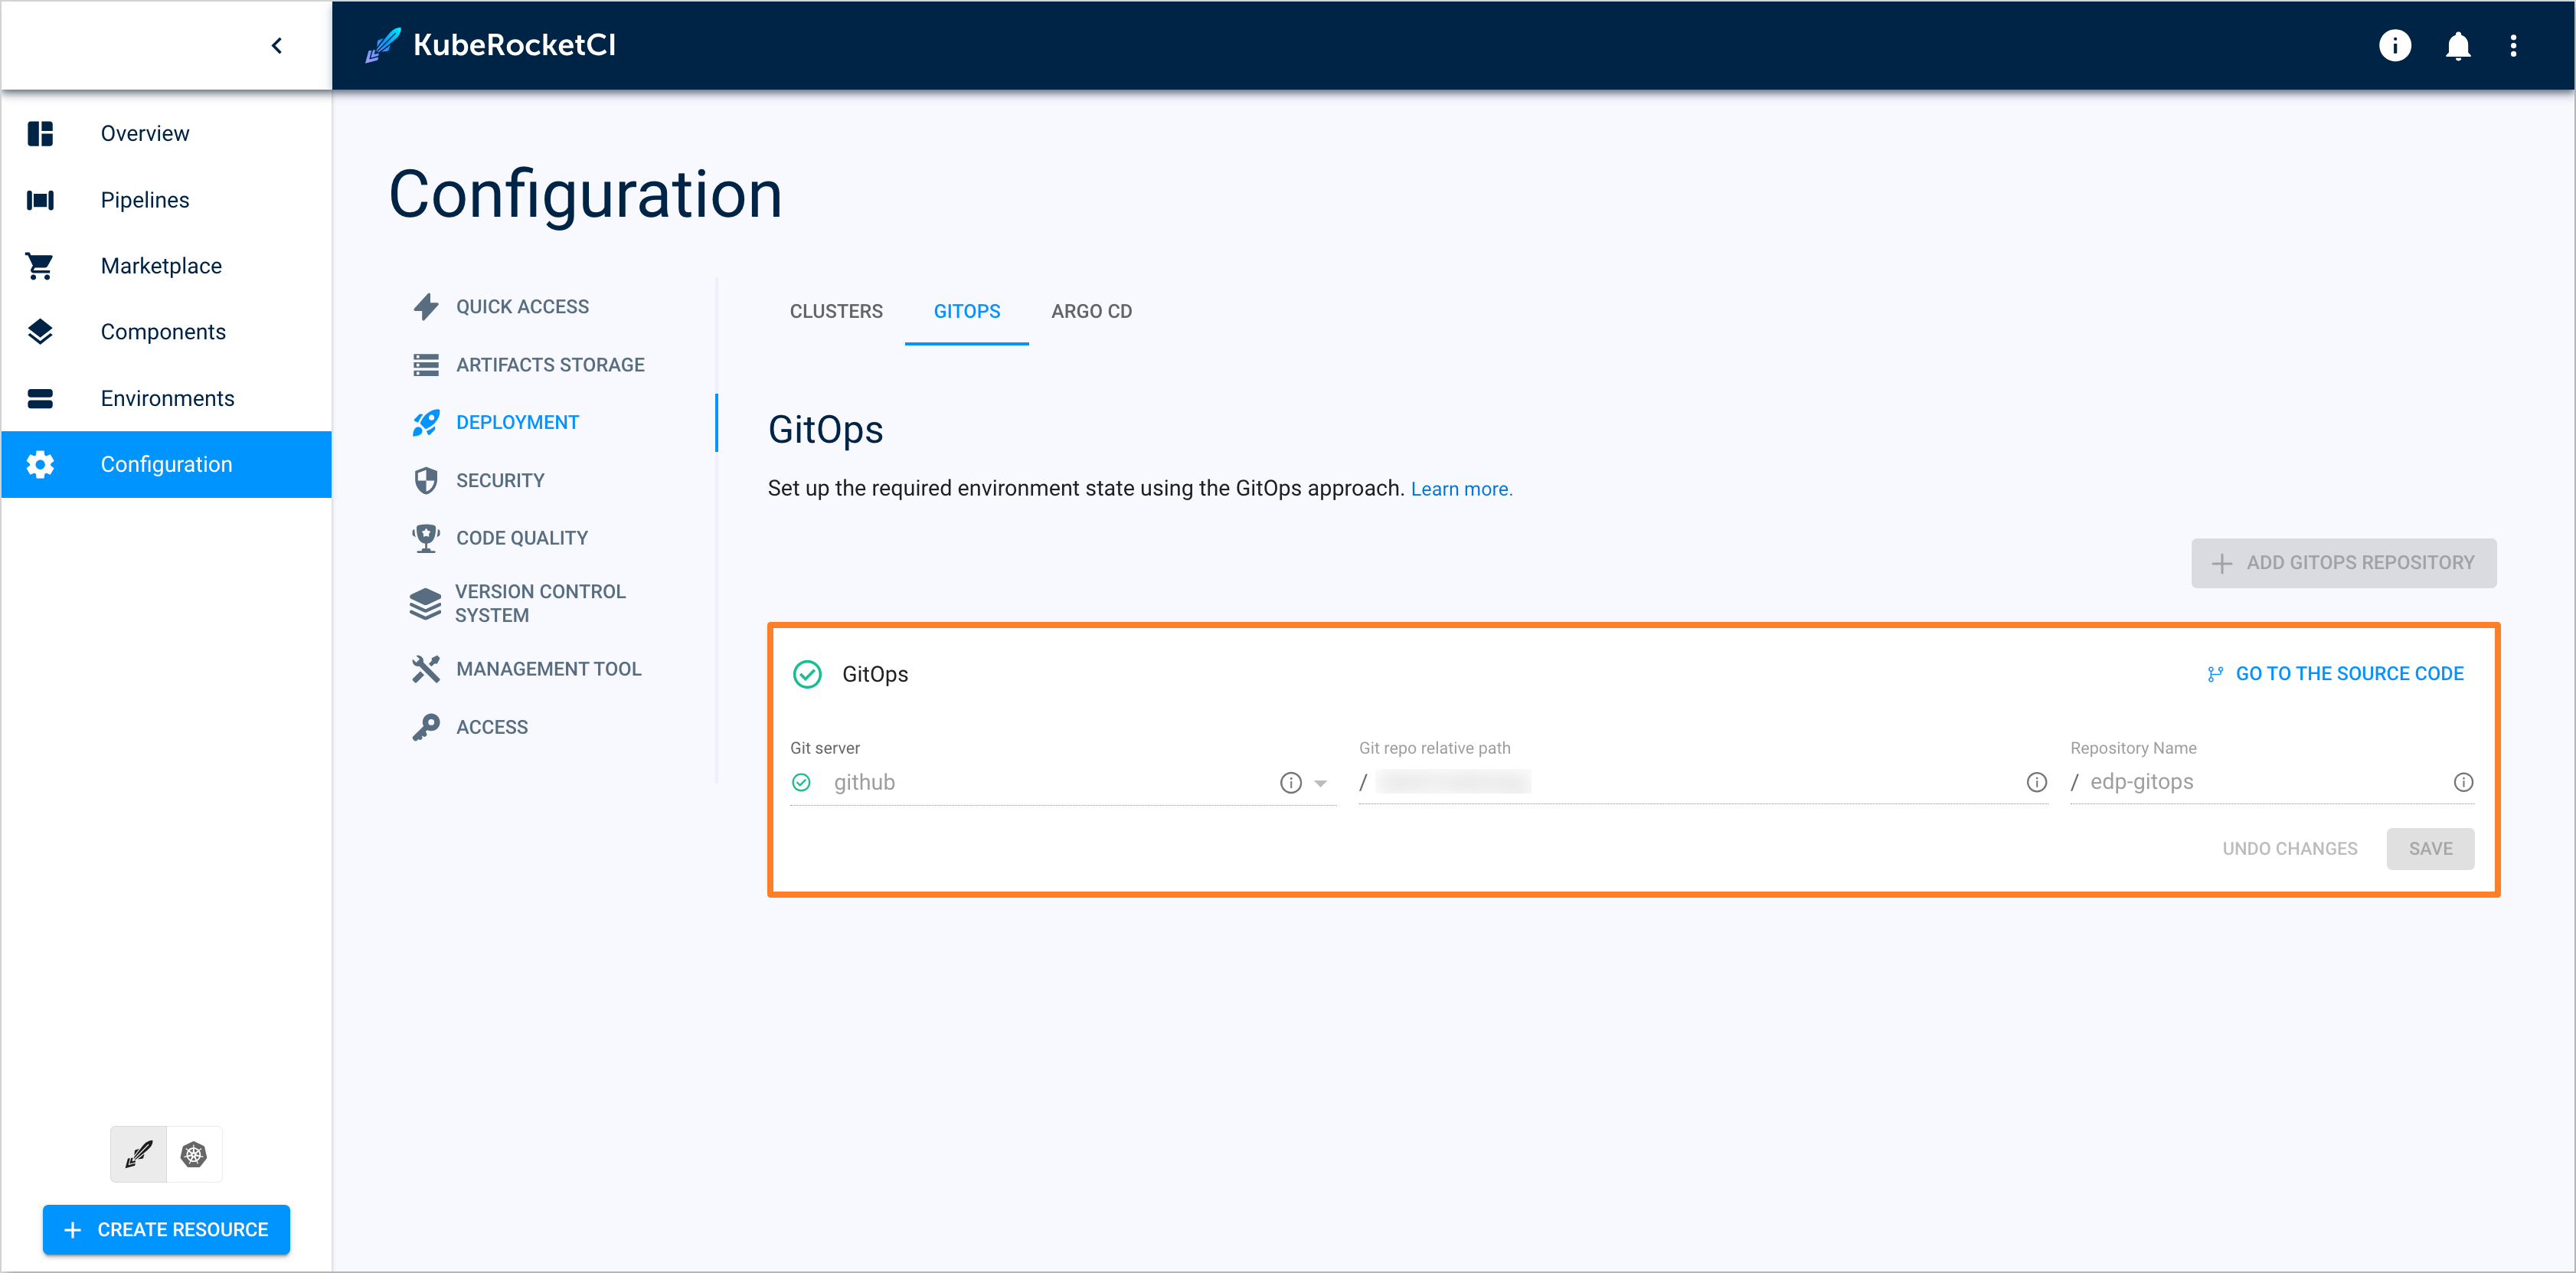 KubeRocketCI
Overview
Pipelines
Marketplace
Components
Environments
Configuration
CREATE RESOURCE
Configuration
QUICK ACCESS
ARTIFACTS STORAGE
DEPLOYMENT
SECURITY
CODE QUALITY
VERSION CONTROL
SYSTEM
MANAGEMENT TOOL
ACCESS
CLUSTERS GITOPS ARGO CD
GitOps
Set up the required environment state using the GitOps approach. Learn more.
ADD GITOPS REPOSITORY
GitOps GO TO THE SOURCE CODE
Git server Git repo relative path Repository Name
github / / edp-gitops
UNDO CHANGES SAVE